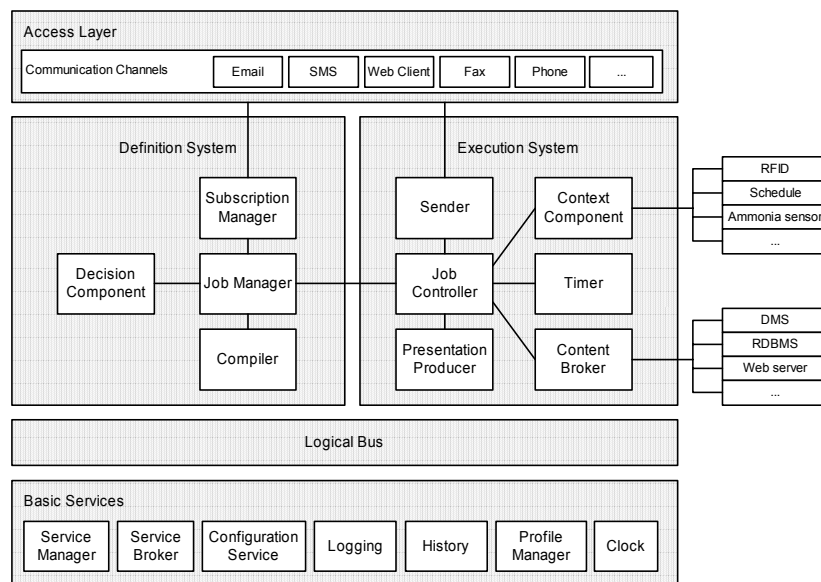 Access Layer
Communication Channels
Email
SMS
Web Client
Fax
Phone
...
Definition System
Subscription
Manager
Decision
Component
Job Manager
Compiler
Execution System
Sender
Context
Component
Job
Controller
Timer
Presentation
Producer
Content
Broker
RFID
Schedule
Ammonia sensor
...
DMS
RDBMS
Web server
...
Logical Bus
Basic Services
Service
Manager
Service
Broker
Configuration
Service
Logging
History
Profile
Manager
Clock